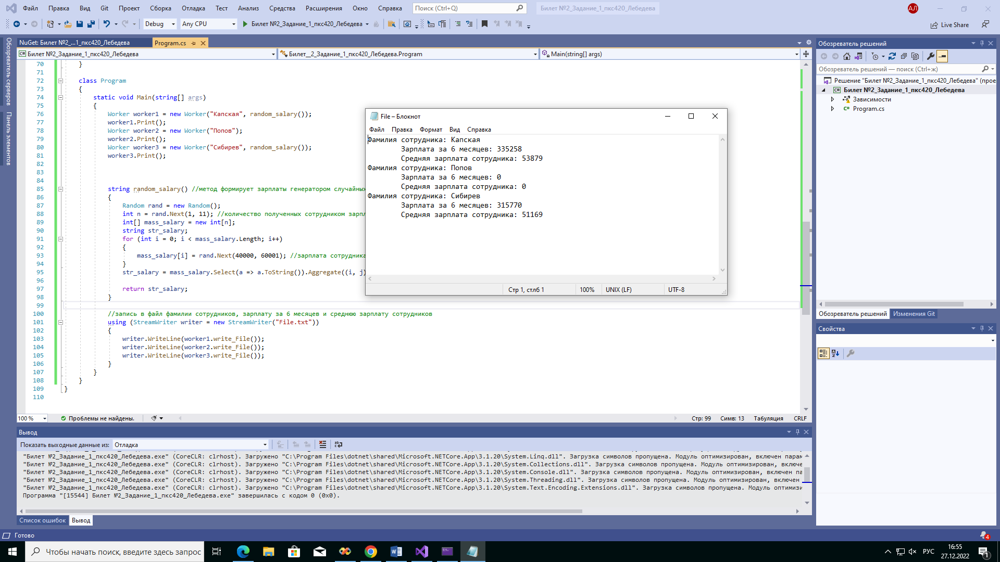 Файл Правка Вид Git Проект Сборка Отладка Тест Анализ Средства Расширения Окно Справка Поиск (Ctrl+Q) Билет №2_Задание_1_пкс420_Лебедева АЛ
Debug Any CPU Билет №2_Задание_1_пкс420_Лебедева Live Share
Обозреватель серверов
Панель элементов
NuGet: Билет №2_...1_пкс420_Лебедева Program.cs
Билет №2_Задание_1_пкс420_Лебедева Билет__2_Задание_1_пкс420_Лебедева.Program Main(string[] args)
70 }
71
72 class Program
73 {
74 static void Main(string[] args)
75 {
76 Worker worker1 = new Worker("Капская", random_salary());
77 worker1.Print();
78 Worker worker2 = new Worker("Попов");
79 worker2.Print();
80 Worker worker3 = new Worker("Сибирев", random_salary());
81 worker3.Print();
82
83
84
85 string random_salary() //метод формирует зарплаты генератором случайных
86 {
87 Random rand = new Random();
88 int n = rand.Next(1, 11); //количество полученных сотрудником зарпл
89 int[] mass_salary = new int[n];
90 string str_salary;
91 for (int i = 0; i < mass_salary.Length; i++)
92 {
93 mass_salary[i] = rand.Next(40000, 60001); //зарплата сотрудника
94 }
95 str_salary = mass_salary.Select(a => a.ToString()).Aggregate((i, j)
96
97 return str_salary;
98 }
99
100 //запись в файл фамилии сотрудников, зарплату за 6 месяцев и среднюю зарплату сотрудников
101 using (StreamWriter writer = new StreamWriter("File.txt"))
102 {
103 writer.WriteLine(worker1.write_File());
104 writer.WriteLine(worker2.write_File());
105 writer.WriteLine(worker3.write_File());
106 }
107 }
108 }
109 }
110
File – Блокнот
Файл Правка Формат Вид Справка
Фамилия сотрудника: Капская
Зарплата за 6 месяцев: 335258
Средняя зарплата сотрудника: 53879
Фамилия сотрудника: Попов
Зарплата за 6 месяцев: 0
Средняя зарплата сотрудника: 0
Фамилия сотрудника: Сибирев
Зарплата за 6 месяцев: 315770
Средняя зарплата сотрудника: 51169
Стр 1, стлб 1 100% UNIX (LF) UTF-8
100 % Проблемы не найдены. Стр: 99 Симв: 13 Табуляция CRLF
Вывод
Показать выходные данные из: Отладка
"Билет №2_Задание_1_пкс420_Лебедева.exe" (CoreCLR: clrhost). Загружено "C:\Program Files\dotnet\shared\Microsoft.NETCore.App\3.1.20\System.Linq.dll". Загрузка символов пропущена. Модуль оптимизирован, включен парам
"Билет №2_Задание_1_пкс420_Лебедева.exe" (CoreCLR: clrhost). Загружено "C:\Program Files\dotnet\shared\Microsoft.NETCore.App\3.1.20\System.Collections.dll". Загрузка символов пропущена. Модуль оптимизирован, включе
"Билет №2_Задание_1_пкс420_Лебедева.exe" (CoreCLR: clrhost). Загружено "C:\Program Files\dotnet\shared\Microsoft.NETCore.App\3.1.20\System.Console.dll". Загрузка символов пропущена. Модуль оптимизирован, включен па
"Билет №2_Задание_1_пкс420_Лебедева.exe" (CoreCLR: clrhost). Загружено "C:\Program Files\dotnet\shared\Microsoft.NETCore.App\3.1.20\System.Threading.dll". Загрузка символов пропущена. Модуль оптимизирован, включен
"Билет №2_Задание_1_пкс420_Лебедева.exe" (CoreCLR: clrhost). Загружено "C:\Program Files\dotnet\shared\Microsoft.NETCore.App\3.1.20\System.Text.Encoding.Extensions.dll". Загрузка символов пропущена. Модуль оптимизи
Программа "[15544] Билет №2_Задание_1_пкс420_Лебедева.exe" завершилась с кодом 0 (0x0).
Список ошибок Вывод
Обозреватель решений
Обозреватель решений — поиск (Ctrl+ж)
Решение "Билет №2_Задание_1_пкс420_Лебедева" (прое
Билет №2_Задание_1_пкс420_Лебедева
Зависимости
Program.cs
Обозреватель решений Изменения Git
Свойства
Готово 4
Чтобы начать поиск, введите здесь запрос РУС 16:55
27.12.2022 1